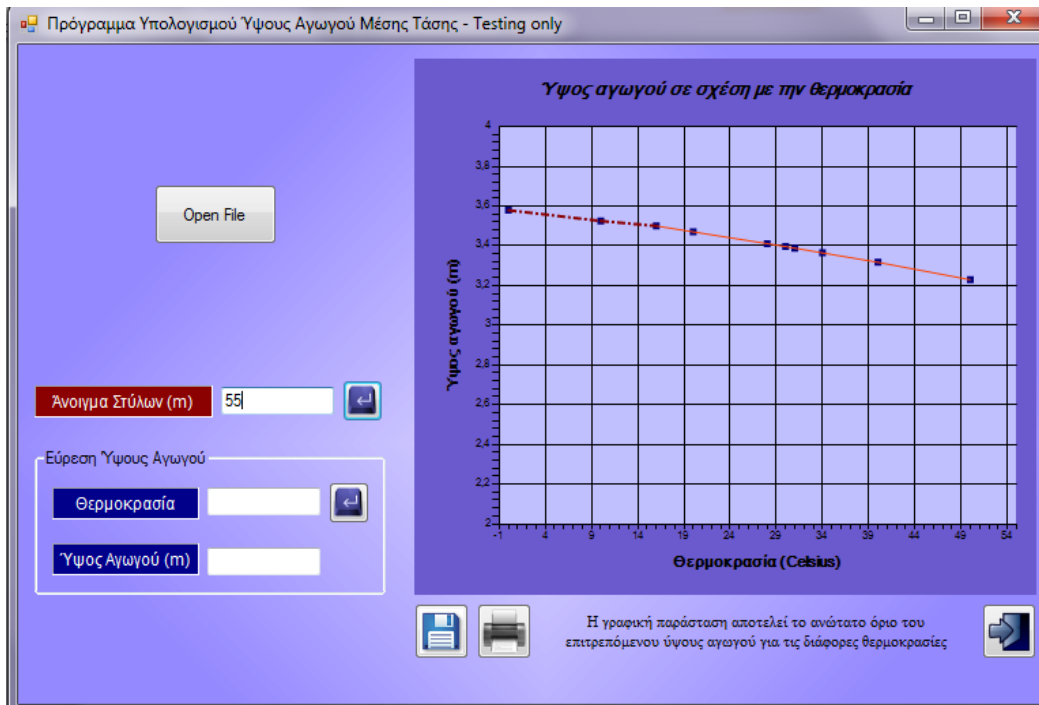 Πρόγραμμα Υπολογισμού Ύψους Αγωγού Μέσης Τάσης - Testing only
Open File
Άνοιγμα Στύλων (m) 55
Εύρεση Ύψους Αγωγού
Θερμοκρασία
Ύψος Αγωγού (m)
Ύψος αγωγού σε σχέση με την θερμοκρασία
Ύψος αγωγού (m)
4
3,8
3,6
3,4
3,2
3
2,8
2,6
2,4
2,2
2
-1 4 9 14 19 24 29 34 39 44 49 54
Θερμοκρασία (Celsius)
Η γραφική παράσταση αποτελεί το ανώτατο όριο του
επιτρεπόμενου ύψους αγωγού για τις διάφορες θερμοκρασίες